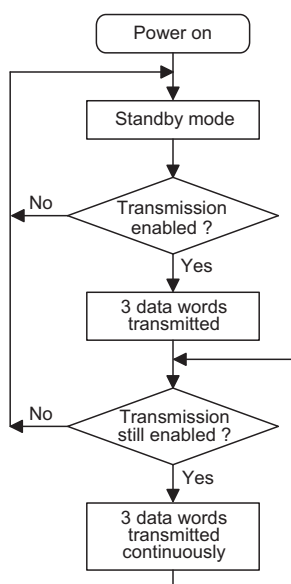 Power on
Standby mode
Transmission
enabled ?
No
Yes
3 data words
transmitted
Transmission
still enabled ?
No
Yes
3 data words
transmitted
continuously